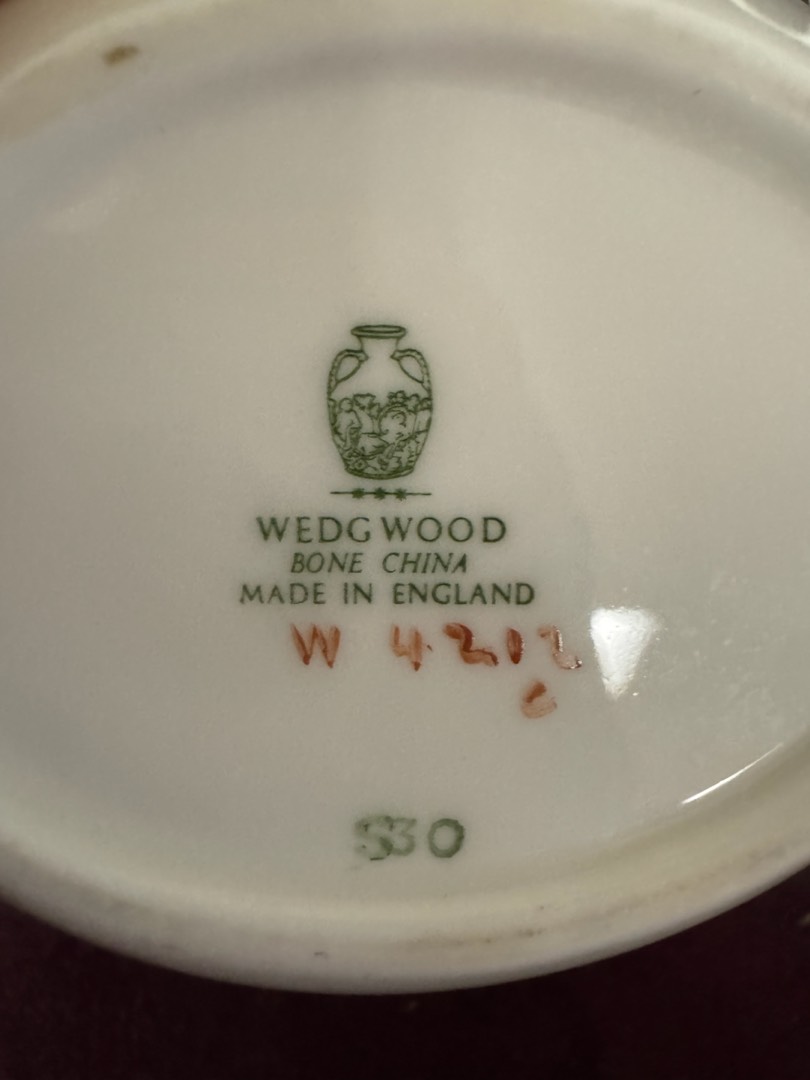 WEDGWOOD
BONE CHINA
MADE IN ENGLAND
W 4212
C
S30